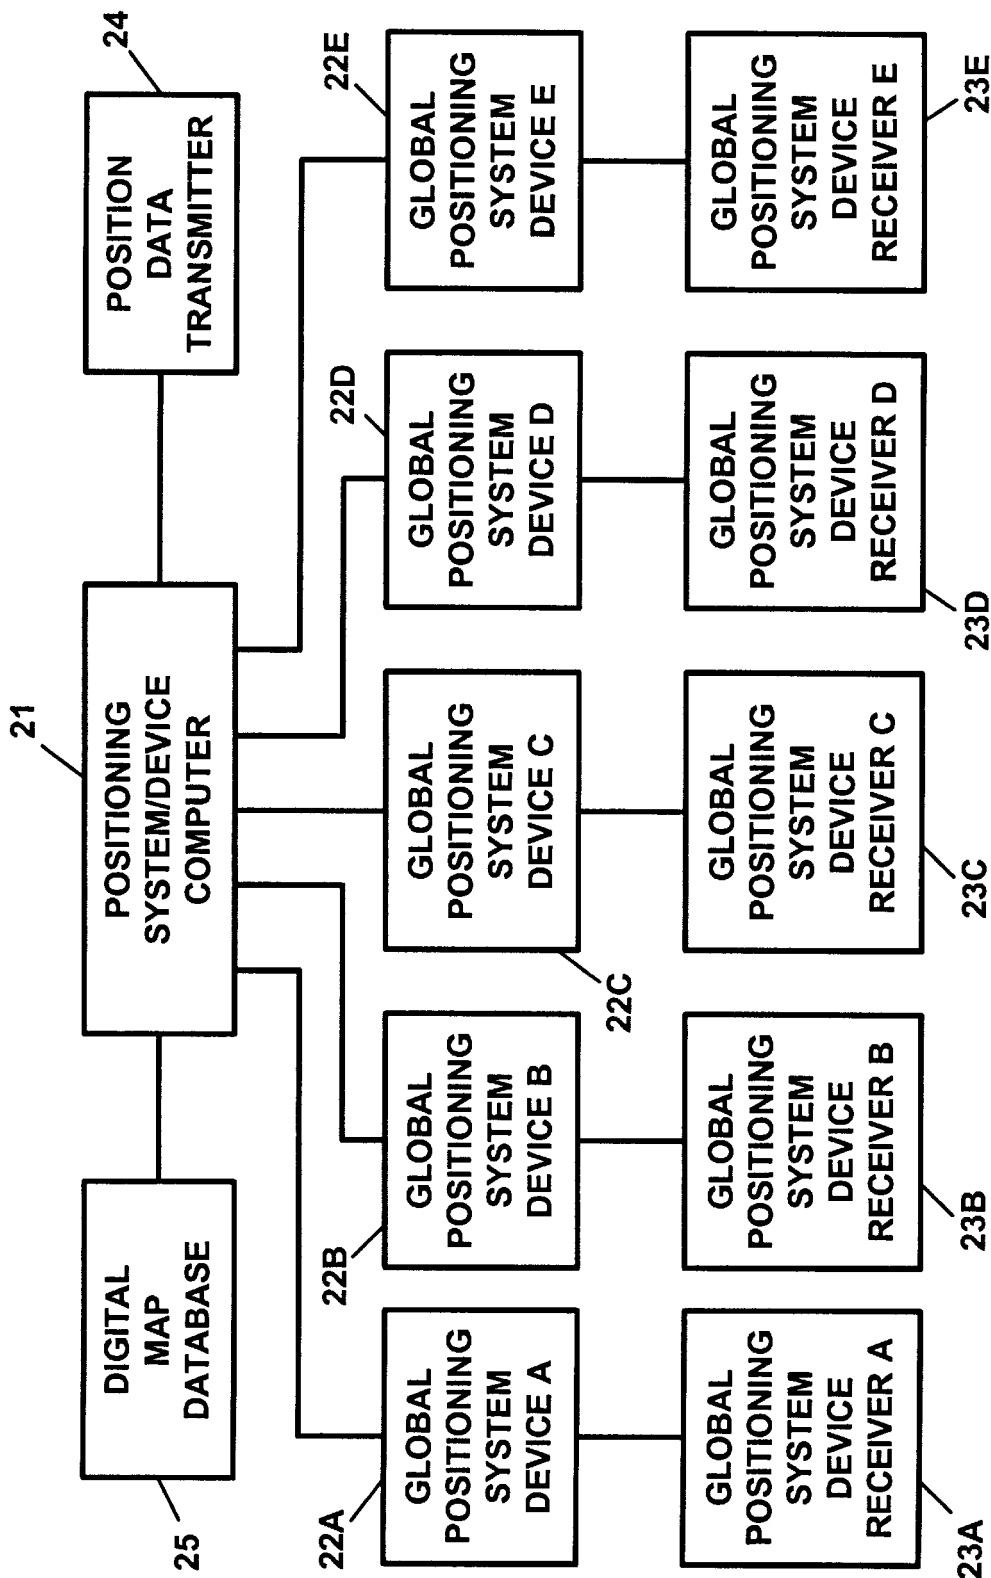 21
24
25
DIGITAL
MAP
DATABASE
POSITIONING
SYSTEM/DEVICE
COMPUTER
POSITION
DATA
TRANSMITTER
22A
GLOBAL
POSITIONING
SYSTEM
DEVICE A
22B
GLOBAL
POSITIONING
SYSTEM
DEVICE B
22C
GLOBAL
POSITIONING
SYSTEM
DEVICE C
22D
GLOBAL
POSITIONING
SYSTEM
DEVICE D
22E
GLOBAL
POSITIONING
SYSTEM
DEVICE E
GLOBAL
POSITIONING
SYSTEM
DEVICE
RECEIVER A
23A
GLOBAL
POSITIONING
SYSTEM
DEVICE
RECEIVER B
23B
GLOBAL
POSITIONING
SYSTEM
DEVICE
RECEIVER C
23C
GLOBAL
POSITIONING
SYSTEM
DEVICE
RECEIVER D
23D
GLOBAL
POSITIONING
SYSTEM
DEVICE
RECEIVER E
23E